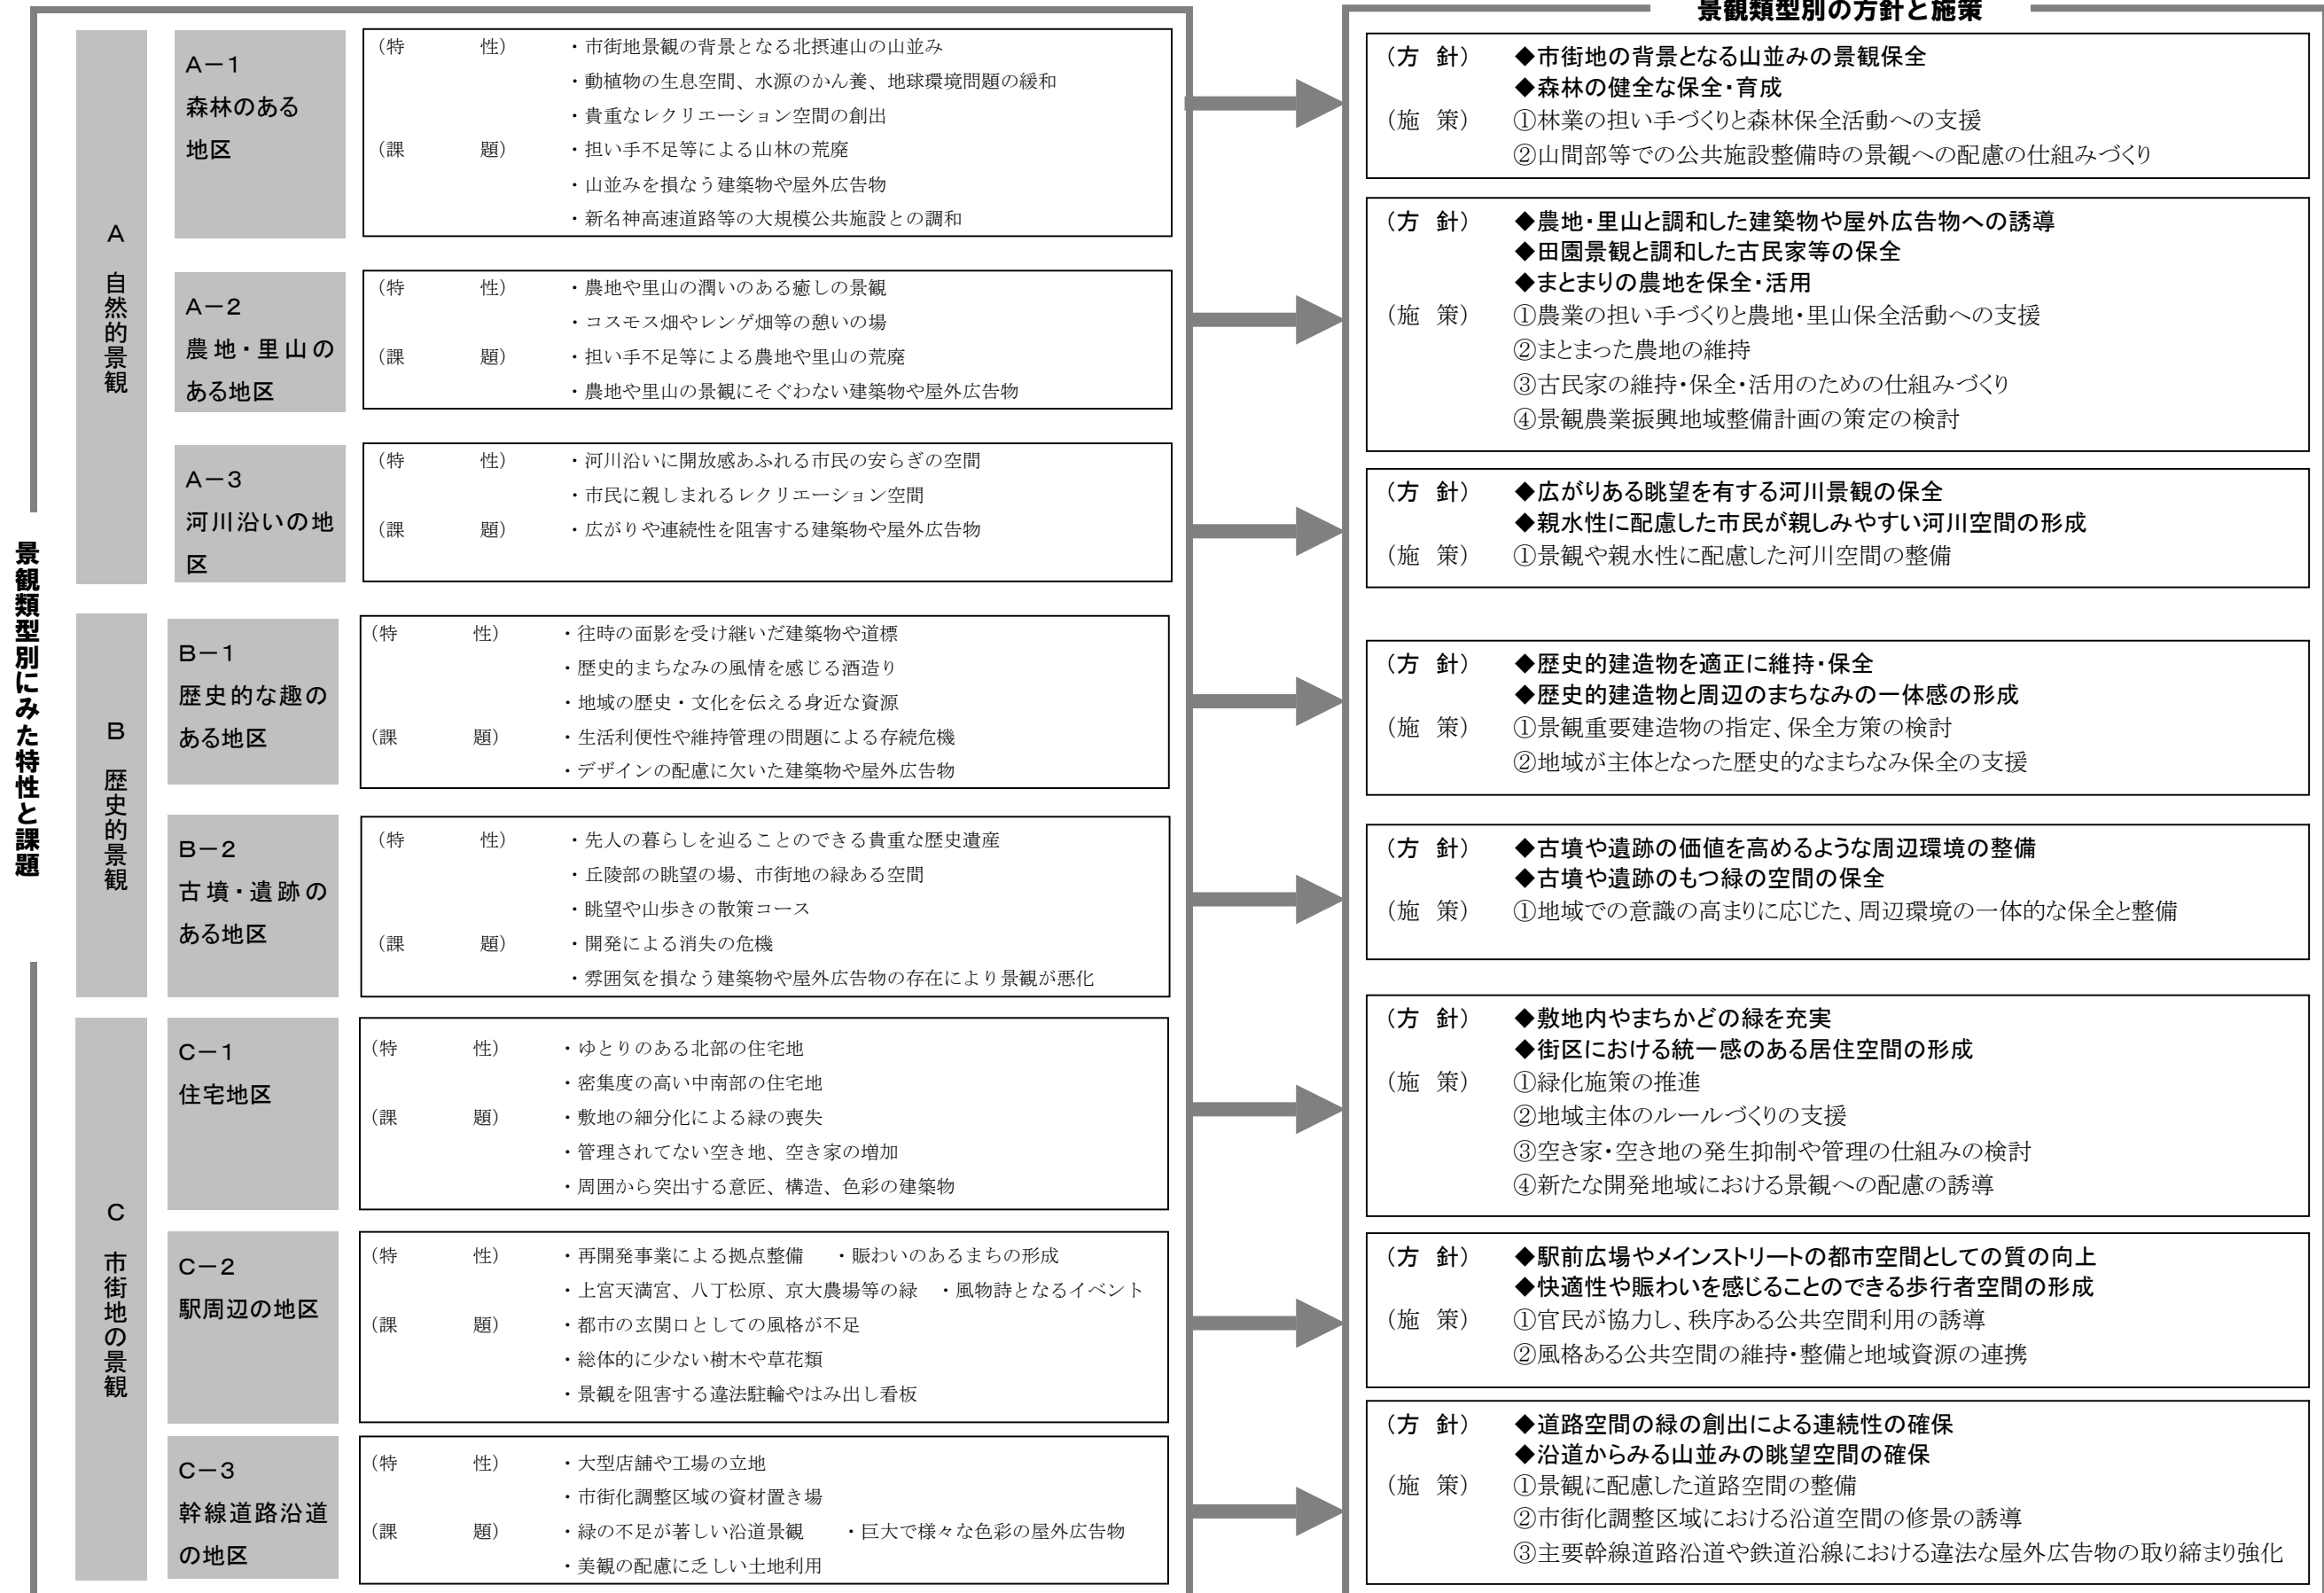 景観類型別にみた特性と課題
景観類型別の方針と施策
A 自然的景観
A－1
森林のある
地区
（特 性） ・市街地景観の背景となる北摂連山の山並み
・動植物の生息空間、水源のかん養、地球環境問題の緩和
・貴重なレクリエーション空間の創出
（課 題） ・担い手不足等による山林の荒廃
・山並みを損なう建築物や屋外広告物
・新名神高速道路等の大規模公共施設との調和
（方 針） ◆市街地の背景となる山並みの景観保全
◆森林の健全な保全・育成
（施 策） ①林業の担い手づくりと森林保全活動への支援
②山間部等での公共施設整備時の景観への配慮の仕組みづくり
A－2
農地・里山の
ある地区
（特 性） ・農地や里山の潤いのある癒しの景観
・コスモス畑やレンゲ畑等の憩いの場
（課 題） ・担い手不足等による農地や里山の荒廃
・農地や里山の景観にそぐわない建築物や屋外広告物
（方 針） ◆農地・里山と調和した建築物や屋外広告物への誘導
◆田園景観と調和した古民家等の保全
◆まとまりの農地を保全・活用
（施 策） ①農業の担い手づくりと農地・里山保全活動への支援
②まとまった農地の維持
③古民家の維持・保全・活用のための仕組みづくり
④景観農業振興地域整備計画の策定の検討
A－3
河川沿いの地
区
（特 性） ・河川沿いに開放感あふれる市民の安らぎの空間
・市民に親しまれるレクリエーション空間
（課 題） ・広がりや連続性を阻害する建築物や屋外広告物
（方 針） ◆広がりある眺望を有する河川景観の保全
◆親水性に配慮した市民が親しみやすい河川空間の形成
（施 策） ①景観や親水性に配慮した河川空間の整備
B 歴史的景観
B－1
歴史的な趣の
ある地区
（特 性） ・往時の面影を受け継いだ建築物や道標
・歴史的まちなみの風情を感じる酒造り
・地域の歴史・文化を伝える身近な資源
（課 題） ・生活利便性や維持管理の問題による存続危機
・デザインの配慮に欠いた建築物や屋外広告物
（方 針） ◆歴史的建造物を適正に維持・保全
◆歴史的建造物と周辺のまちなみの一体感の形成
（施 策） ①景観重要建造物の指定、保全方策の検討
②地域が主体となった歴史的なまちなみ保全の支援
B－2
古墳・遺跡の
ある地区
（特 性） ・先人の暮らしを辿ることのできる貴重な歴史遺産
・丘陵部の眺望の場、市街地の緑ある空間
・眺望や山歩きの散策コース
（課 題） ・開発による消失の危機
・雰囲気を損なう建築物や屋外広告物の存在により景観が悪化
（方 針） ◆古墳や遺跡の価値を高めるような周辺環境の整備
◆古墳や遺跡のもつ緑の空間の保全
（施 策） ①地域での意識の高まりに応じた、周辺環境の一体的な保全と整備
C 市街地の景観
C－1
住宅地区
（特 性） ・ゆとりのある北部の住宅地
・密集度の高い中南部の住宅地
（課 題） ・敷地の細分化による緑の喪失
・管理されてない空き地、空き家の増加
・周囲から突出する意匠、構造、色彩の建築物
（方 針） ◆敷地内やまちかどの緑を充実
◆街区における統一感のある居住空間の形成
（施 策） ①緑化施策の推進
②地域主体のルールづくりの支援
③空き家・空き地の発生抑制や管理の仕組みの検討
④新たな開発地域における景観への配慮の誘導
C－2
駅周辺の地区
（特 性） ・再開発事業による拠点整備 ・賑わいのあるまちの形成
・上宮天満宮、八丁松原、京大農場等の緑 ・風物詩となるイベント
（課 題） ・都市の玄関口としての風格が不足
・総体的に少ない樹木や草花類
・景観を阻害する違法駐輪やはみ出し看板
（方 針） ◆駅前広場やメインストリートの都市空間としての質の向上
◆快適性や賑わいを感じることのできる歩行者空間の形成
（施 策） ①官民が協力し、秩序ある公共空間利用の誘導
②風格ある公共空間の維持・整備と地域資源の連携
C－3
幹線道路沿道
の地区
（特 性） ・大型店舗や工場の立地
・市街化調整区域の資材置き場
（課 題） ・緑の不足が著しい沿道景観 ・巨大で様々な色彩の屋外広告物
・美観の配慮に乏しい土地利用
（方 針） ◆道路空間の緑の創出による連続性の確保
◆沿道からみる山並みの眺望空間の確保
（施 策） ①景観に配慮した道路空間の整備
②市街化調整区域における沿道空間の修景の誘導
③主要幹線道路沿道や鉄道沿線における違法な屋外広告物の取り締まり強化